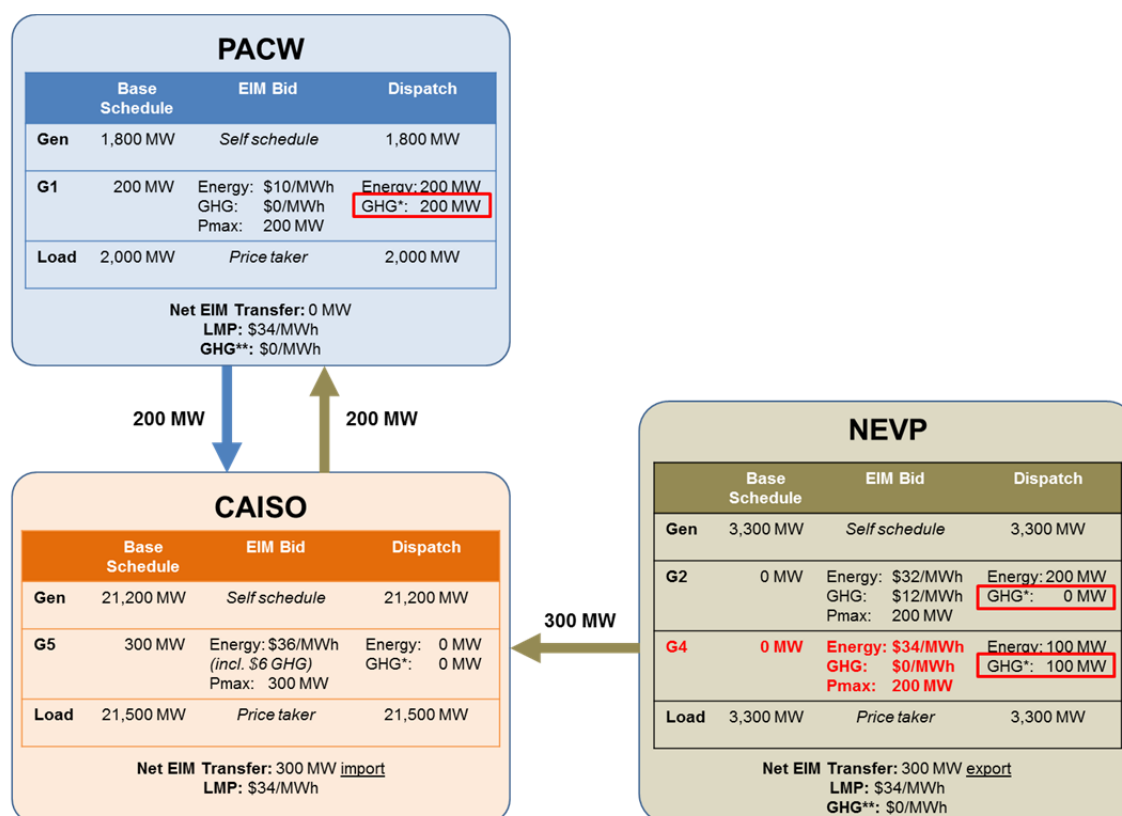 PACW
Base Schedule EIM Bid Dispatch
Gen 1,800 MW Self schedule 1,800 MW
G1 200 MW Energy: $10/MWh Energy: 200 MW
GHG: $0/MWh GHG*: 200 MW
Pmax: 200 MW
Load 2,000 MW Price taker 2,000 MW
Net EIM Transfer: 0 MW
LMP: $34/MWh
GHG**: $0/MWh
200 MW 200 MW
CAISO
Base Schedule EIM Bid Dispatch
Gen 21,200 MW Self schedule 21,200 MW
G5 300 MW Energy: $36/MWh Energy: 0 MW
(incl. $6 GHG) GHG*: 0 MW
Pmax: 300 MW
Load 21,500 MW Price taker 21,500 MW
Net EIM Transfer: 300 MW import
LMP: $34/MWh
300 MW
NEVP
Base Schedule EIM Bid Dispatch
Gen 3,300 MW Self schedule 3,300 MW
G2 0 MW Energy: $32/MWh Energy: 200 MW
GHG: $12/MWh GHG*: 0 MW
Pmax: 200 MW
G4 0 MW Energy: $34/MWh Energy: 100 MW
GHG: $0/MWh GHG*: 100 MW
Pmax: 200 MW
Load 3,300 MW Price taker 3,300 MW
Net EIM Transfer: 300 MW export
LMP: $34/MWh
GHG**: $0/MWh